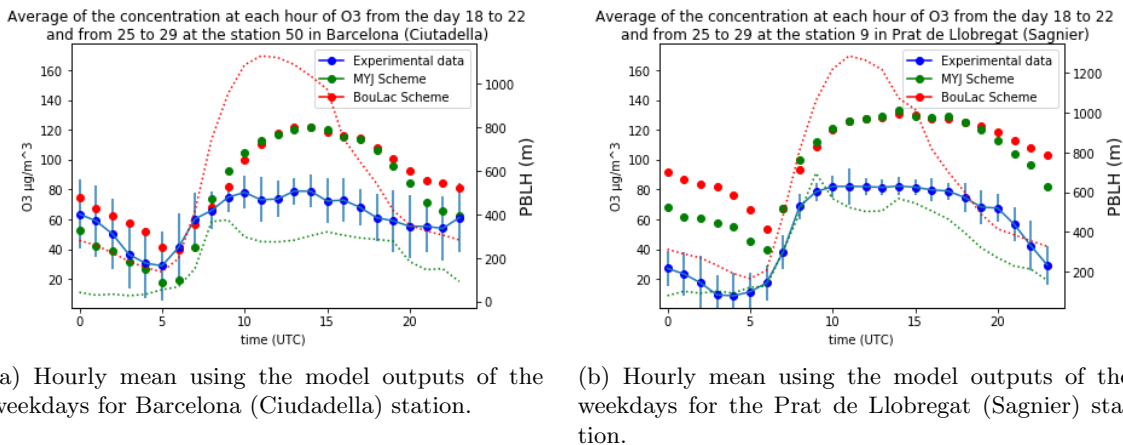 Average of the concentration at each hour of O3 from the day 18 to 22
and from 25 to 29 at the station 50 in Barcelona (Ciutadella)
Experimental data
MYJ Scheme
BouLac Scheme
O3 µg/m^3
160
140
120
100
80
60
40
20
1000
800
600
400
200
0
PBLH (m)
0
5
10
15
20
time (UTC)
a) Hourly mean using the model outputs of the
weekdays for Barcelona (Ciudadella) station.
Average of the concentration at each hour of O3 from the day 18 to 22
and from 25 to 29 at the station 9 in Prat de Llobregat (Sagnier)
Experimental data
MYJ Scheme
BouLac Scheme
O3 µg/m^3
160
140
120
100
80
60
40
20
1200
1000
800
600
400
200
PBLH (m)
0
5
10
15
20
time (UTC)
(b) Hourly mean using the model outputs of the
weekdays for the Prat de Llobregat (Sagnier) sta
tion.